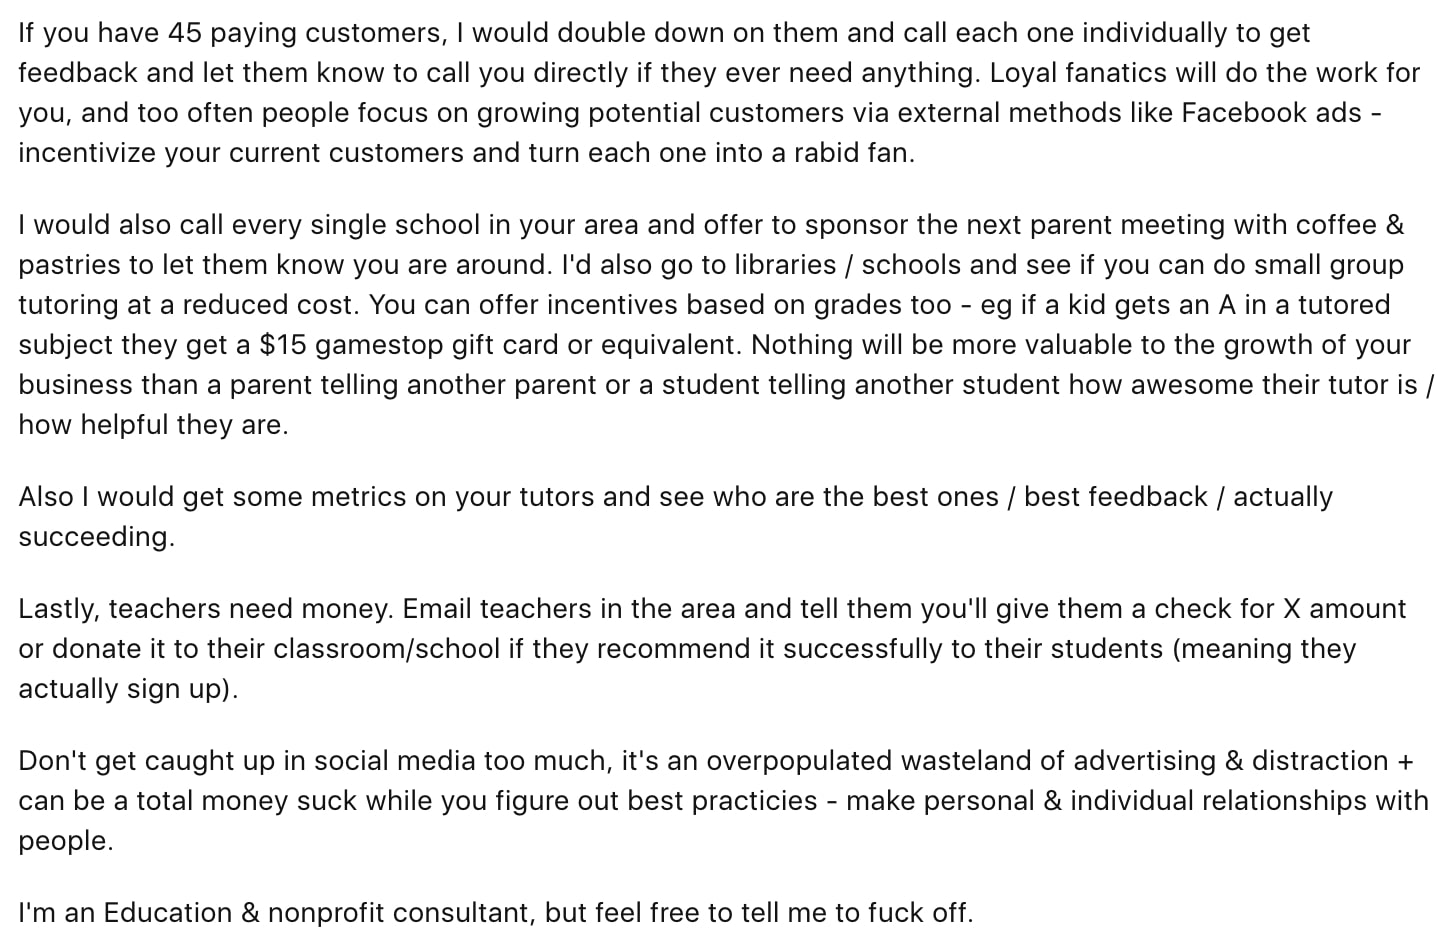 If you have 45 paying customers, I would double down on them and call each one individually to get
feedback and let them know to call you directly if they ever need anything. Loyal fanatics will do the work for
you, and too often people focus on growing potential customers via external methods like Facebook ads -
incentivize your current customers and turn each one into a rabid fan.
I would also call every single school in your area and offer to sponsor the next parent meeting with coffee &
pastries to let them know you are around. I'd also go to libraries / schools and see if you can do small group
tutoring at a reduced cost. You can offer incentives based on grades too - eg if a kid gets an A in a tutored
subject they get a $15 gamestop gift card or equivalent. Nothing will be more valuable to the growth of your
business than a parent telling another parent or a student telling another student how awesome their tutor is /
how helpful they are.
Also I would get some metrics on your tutors and see who are the best ones / best feedback / actually
succeeding.
Lastly, teachers need money. Email teachers in the area and tell them you'll give them a check for X amount
or donate it to their classroom/school if they recommend it successfully to their students (meaning they
actually sign up).
Don't get caught up in social media too much, it's an overpopulated wasteland of advertising & distraction +
can be a total money suck while you figure out best practicies - make personal & individual relationships with
people.
I'm an Education & nonprofit consultant, but feel free to tell me to fuck off.